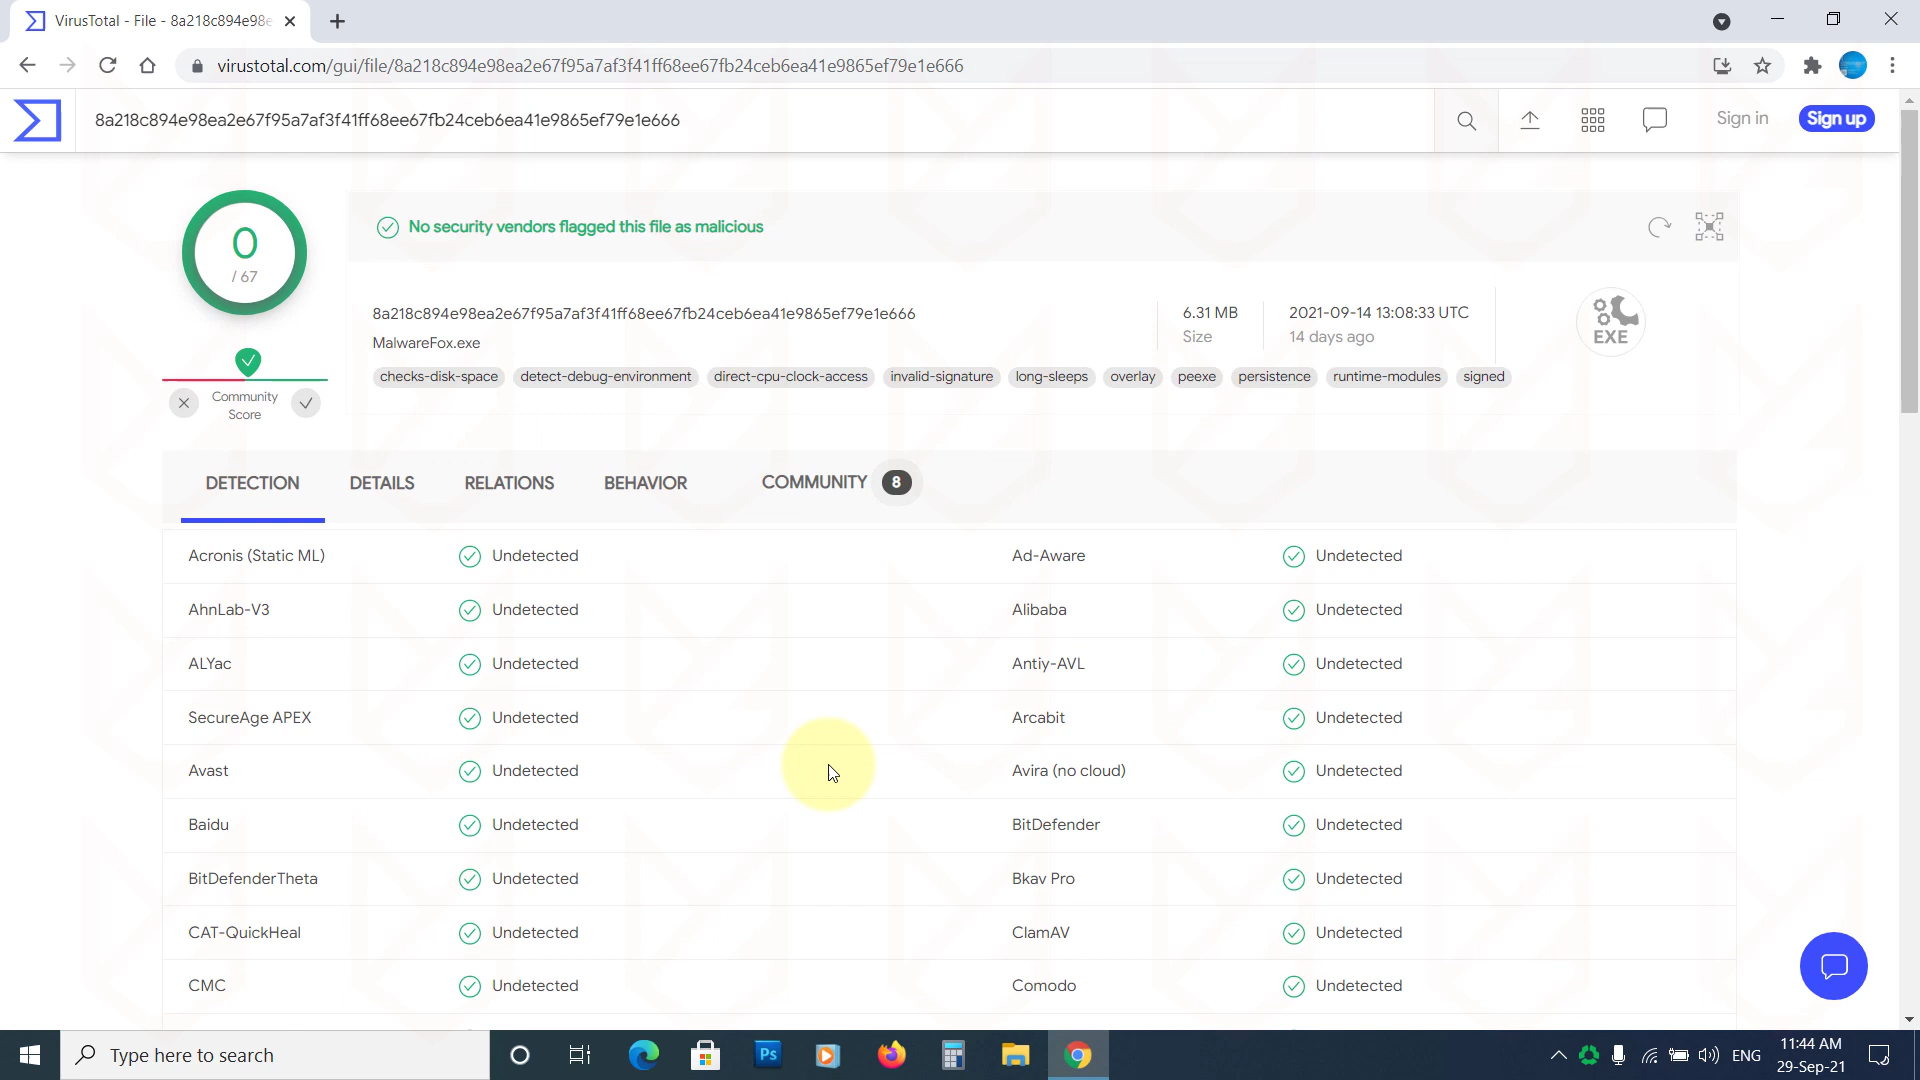 VirusTotal - File - 8a218c894e98e
virustotal.com/gui/file/8a218c894e98ea2e67f95a7af3f41ff68ee67fb24ceb6ea41e9865ef79e1e666
8a218c894e98ea2e67f95a7af3f41ff68ee67fb24ceb6ea41e9865ef79e1e666
Sign in
Sign up
0
/ 67
No security vendors flagged this file as malicious
8a218c894e98ea2e67f95a7af3f41ff68ee67fb24ceb6ea41e9865ef79e1e666
MalwareFox.exe
6.31 MB
Size
2021-09-14 13:08:33 UTC
14 days ago
EXE
checks-disk-space detect-debug-environment direct-cpu-clock-access invalid-signature long-sleeps overlay peexe persistence runtime-modules signed
Community
Score
DETECTION DETAILS RELATIONS BEHAVIOR COMMUNITY 8
Acronis (Static ML) Undetected Ad-Aware Undetected
AhnLab-V3 Undetected Alibaba Undetected
ALYac Undetected Antiy-AVL Undetected
SecureAge APEX Undetected Arcabit Undetected
Avast Undetected Avira (no cloud) Undetected
Baidu Undetected BitDefender Undetected
BitDefenderTheta Undetected Bkav Pro Undetected
CAT-QuickHeal Undetected ClamAV Undetected
CMC Undetected Comodo Undetected
Type here to search
Ps
ENG
11:44 AM
29-Sep-21